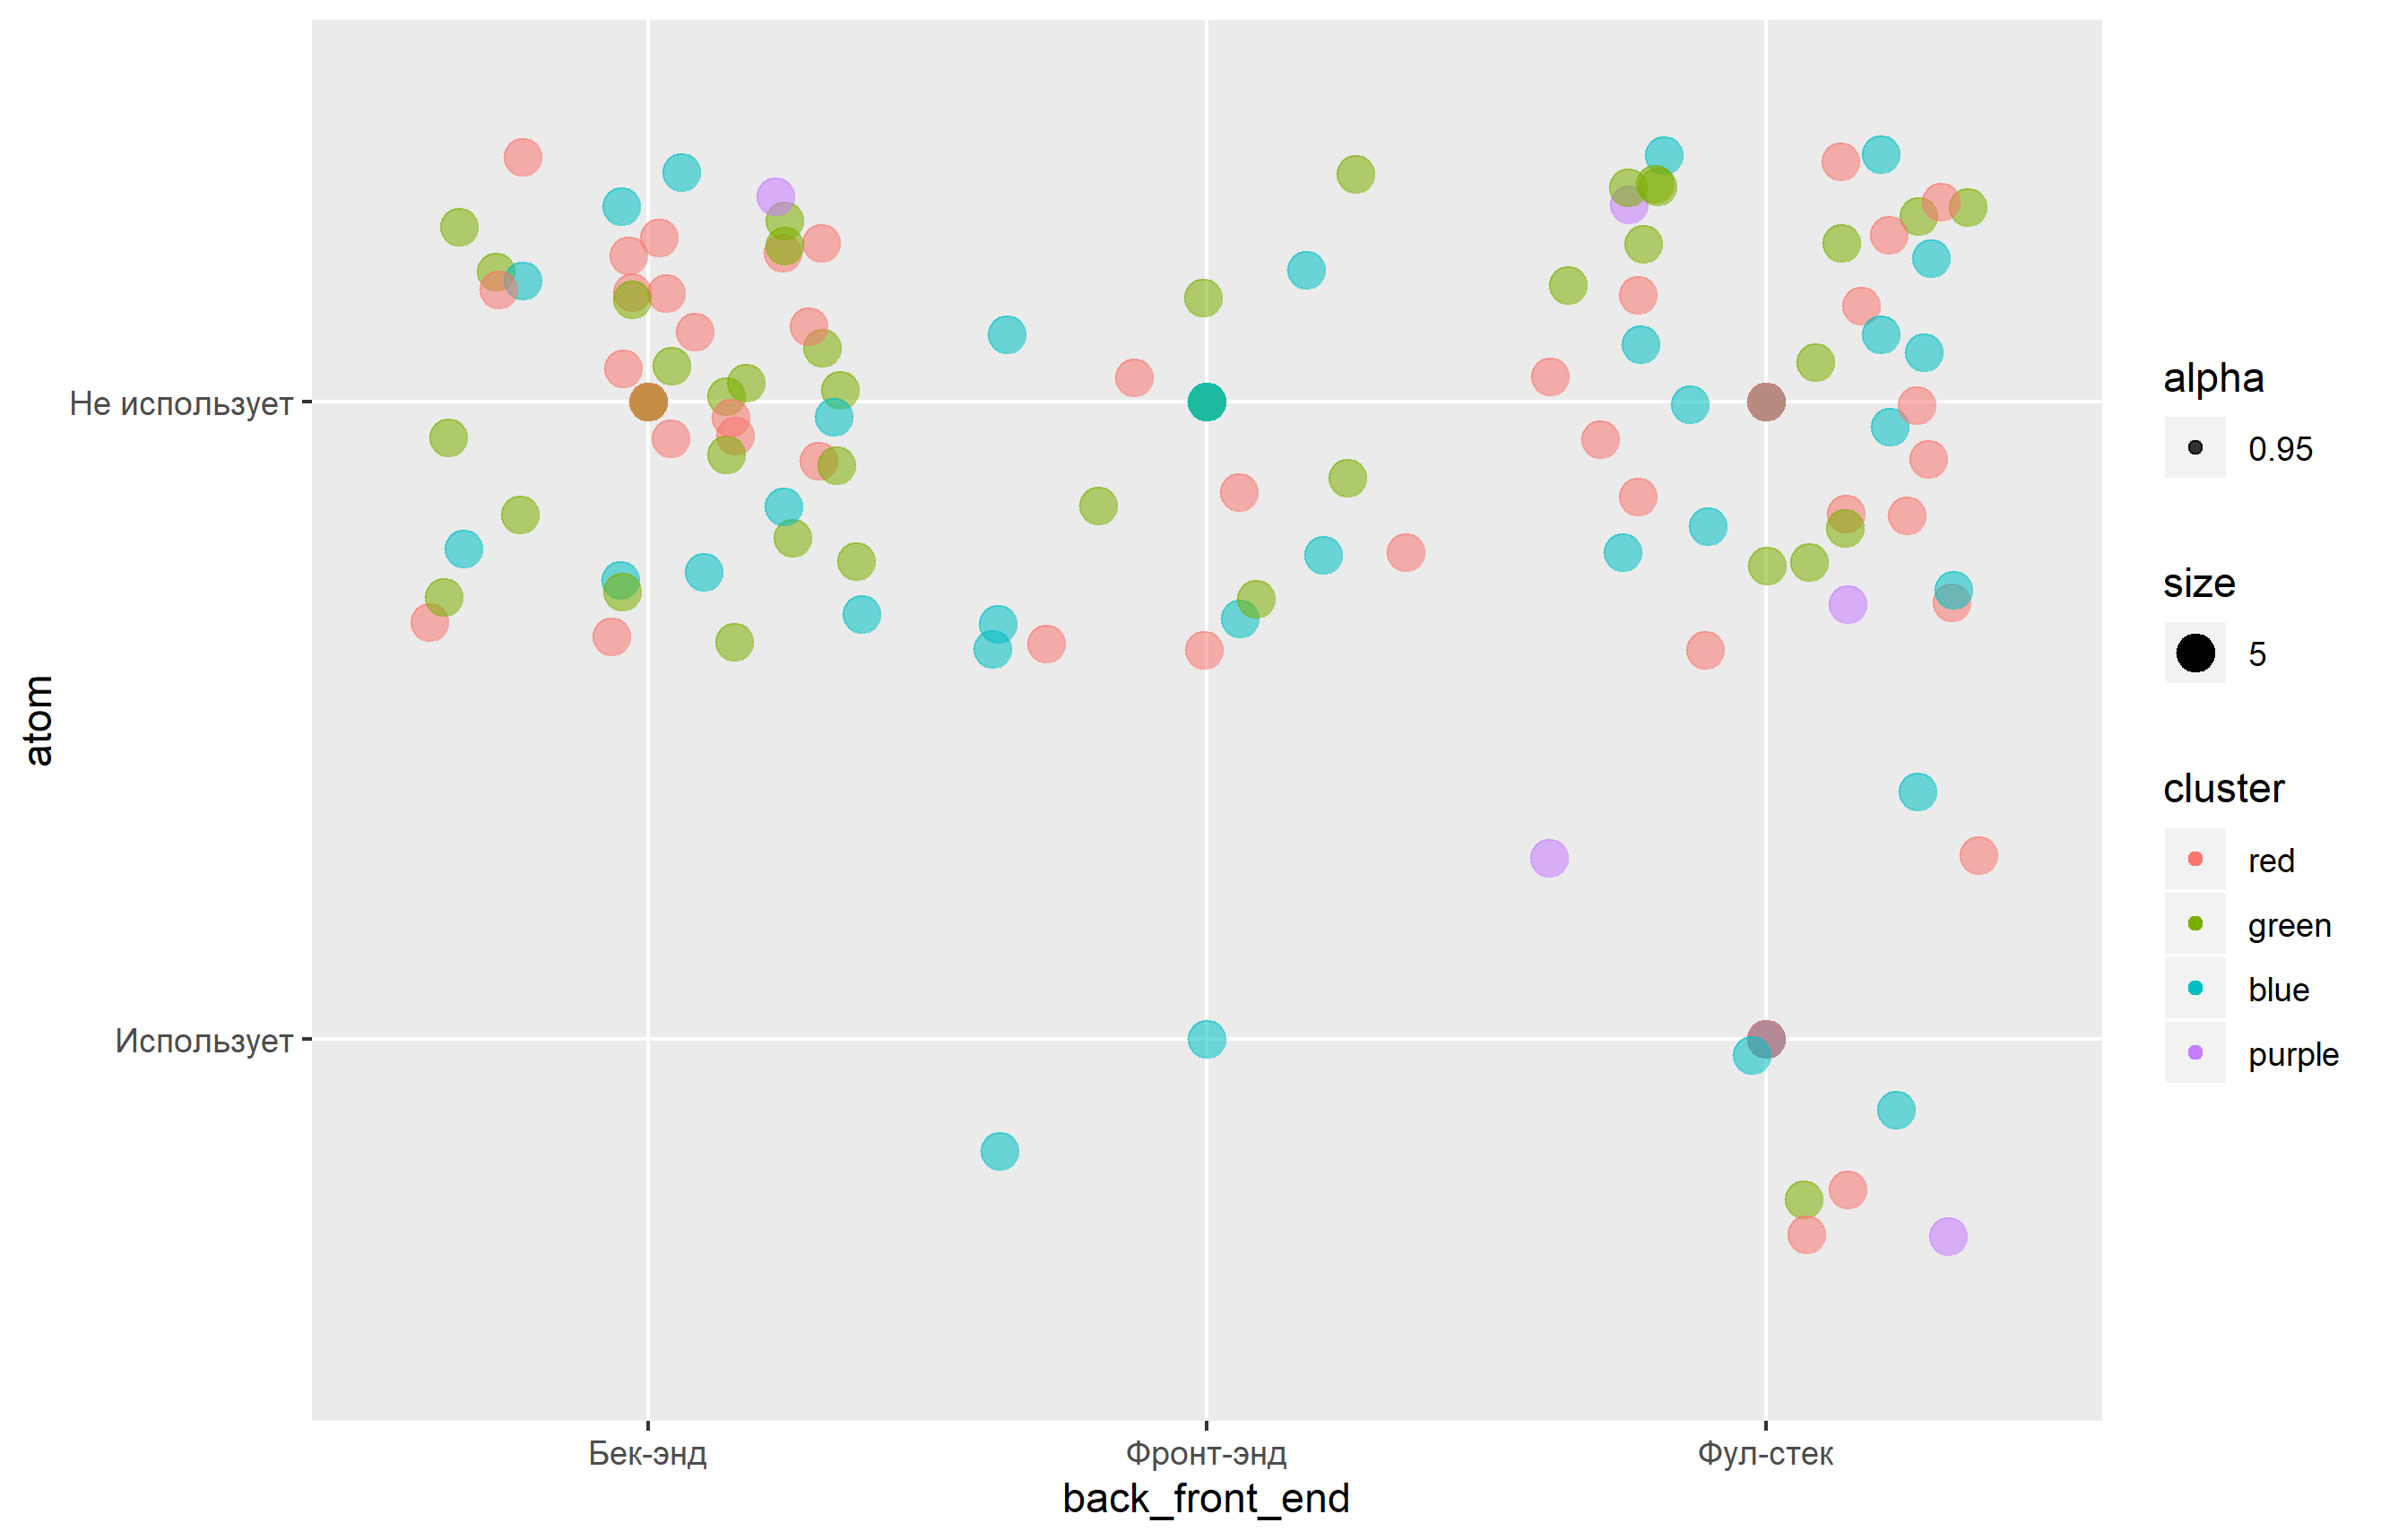 atom
Не использует
Использует
Бек-энд
Фронт-энд
Фул-стек
back_front_end
alpha
0.95
size
5
cluster
red
green
blue
purple